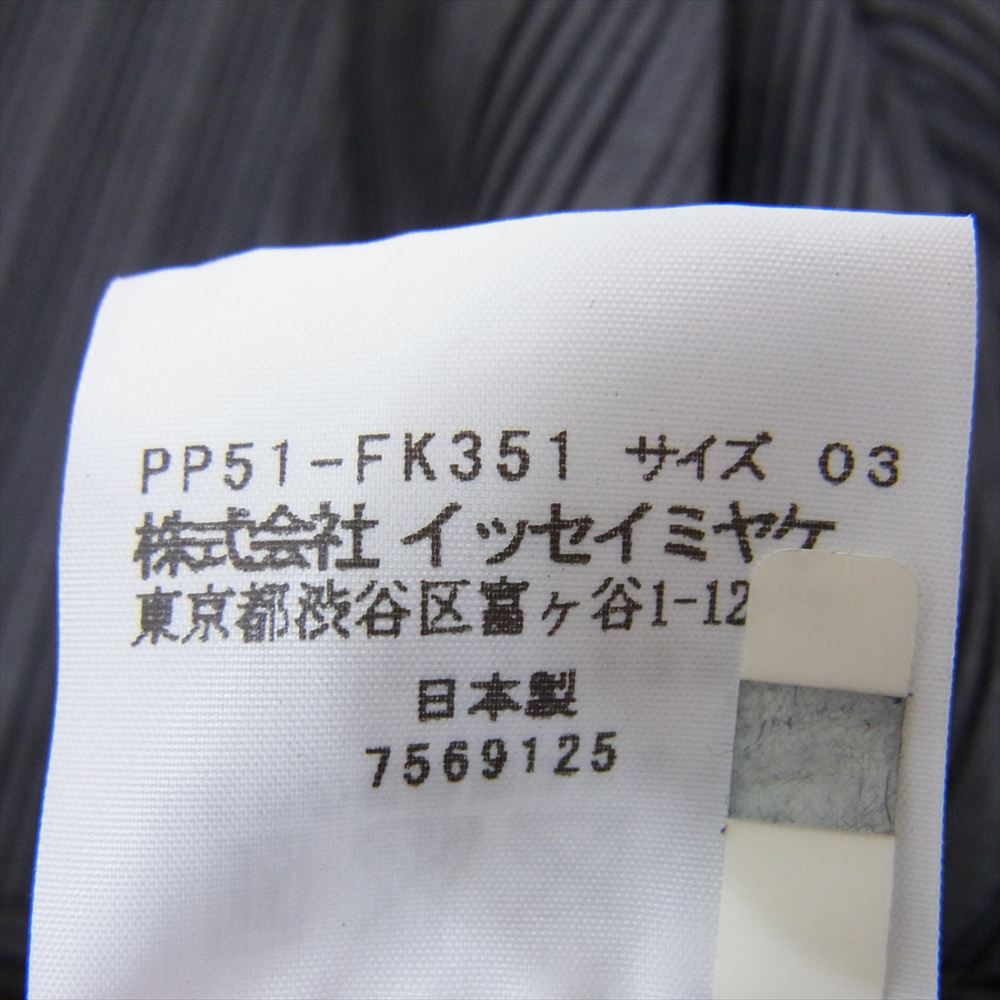 PP51-FK351 サイズ 03
株式会社 イッセイミヤケ
東京都渋谷区富ヶ谷1-12
日本製
7569125